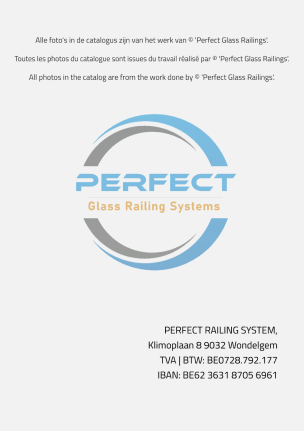 Alle foto's in de catalogus zijn van het werk van © 'Perfect Glass Railings'.
Toutes les photos du catalogue sont issues du travail réalisé par © 'Perfect Glass Railings'.
All photos in the catalog are from the work done by © 'Perfect Glass Railings'.
PERFECT
Glass Railing Systems
PERFECT RAILING SYSTEM,
Klimoplaan 8 9032 Wondelgem
TVA | BTW: BE0728.792.177
IBAN: BE62 3631 8705 6961